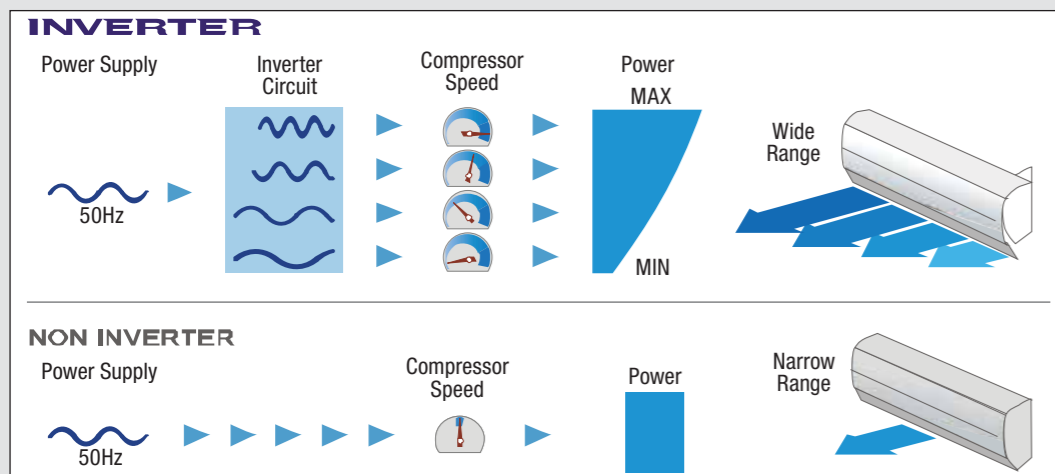 INVERTER
Power Supply
Inverter
Circuit
Compressor
Speed
Power
MAX
Wide
Range
50Hz
MIN
NON INVERTER
Power Supply
Compressor
Speed
Power
Narrow
Range
50Hz